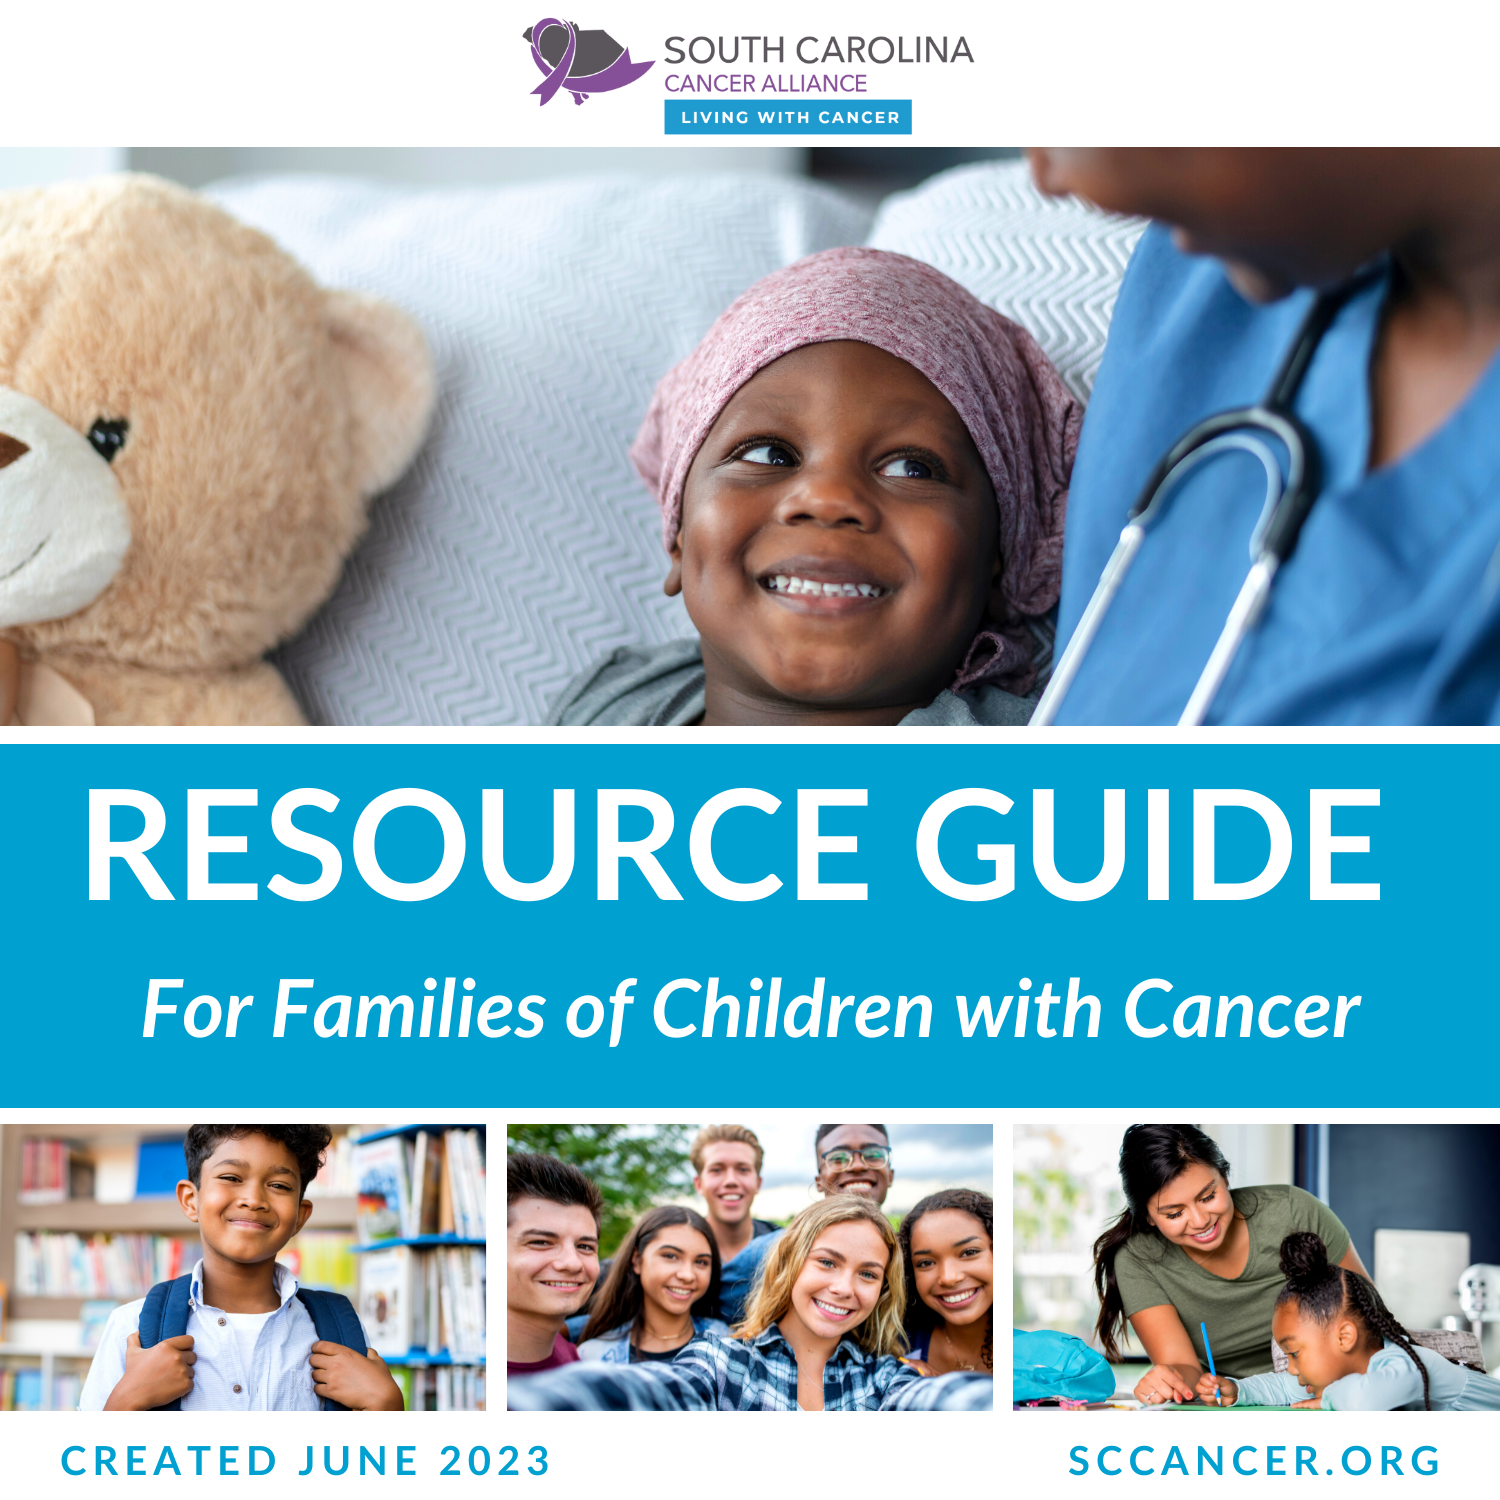 SOUTH CAROLINA
CANCER ALLIANCE
LIVING WITH CANCER
RESOURCE GUIDE
For Families of Children with Cancer
CREATED JUNE 2023
SCCANCER.ORG